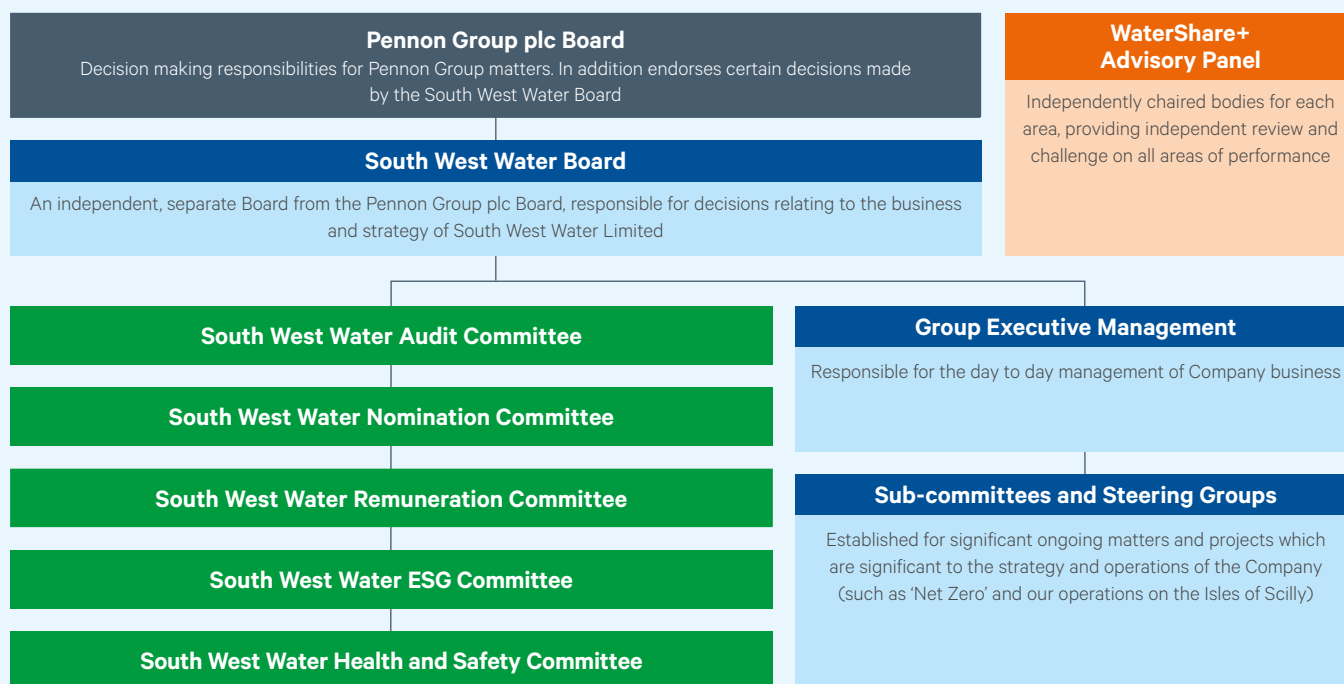 Pennon Group plc Board
Decision making responsibilities for Pennon Group matters. In addition endorses certain decisions made
by the South West Water Board
WaterShare+
Advisory Panel
Independently chaired bodies for each
area, providing independent review and
challenge on all areas of performance
South West Water Board
An independent, separate Board from the Pennon Group plc Board, responsible for decisions relating to the business
and strategy of South West Water Limited
South West Water Audit Committee
South West Water Nomination Committee
South West Water Remuneration Committee
South West Water ESG Committee
South West Water Health and Safety Committee
Group Executive Management
Responsible for the day to day management of Company business
Sub-committees and Steering Groups
Established for significant ongoing matters and projects which
are significant to the strategy and operations of the Company
(such as ‘Net Zero’ and our operations on the Isles of Scilly)